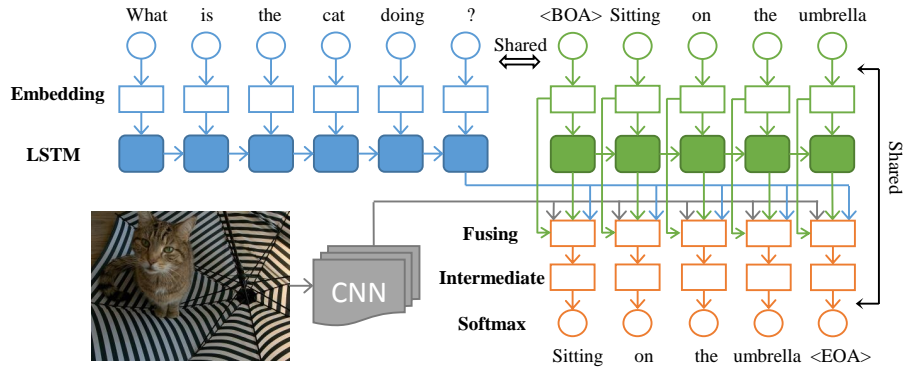 What is the cat doing ? <BOA> Sitting on the umbrella
Shared
Embedding
LSTM
Shared
Fusing
Intermediate
CNN
Softmax
Sitting on the umbrella <EOA>